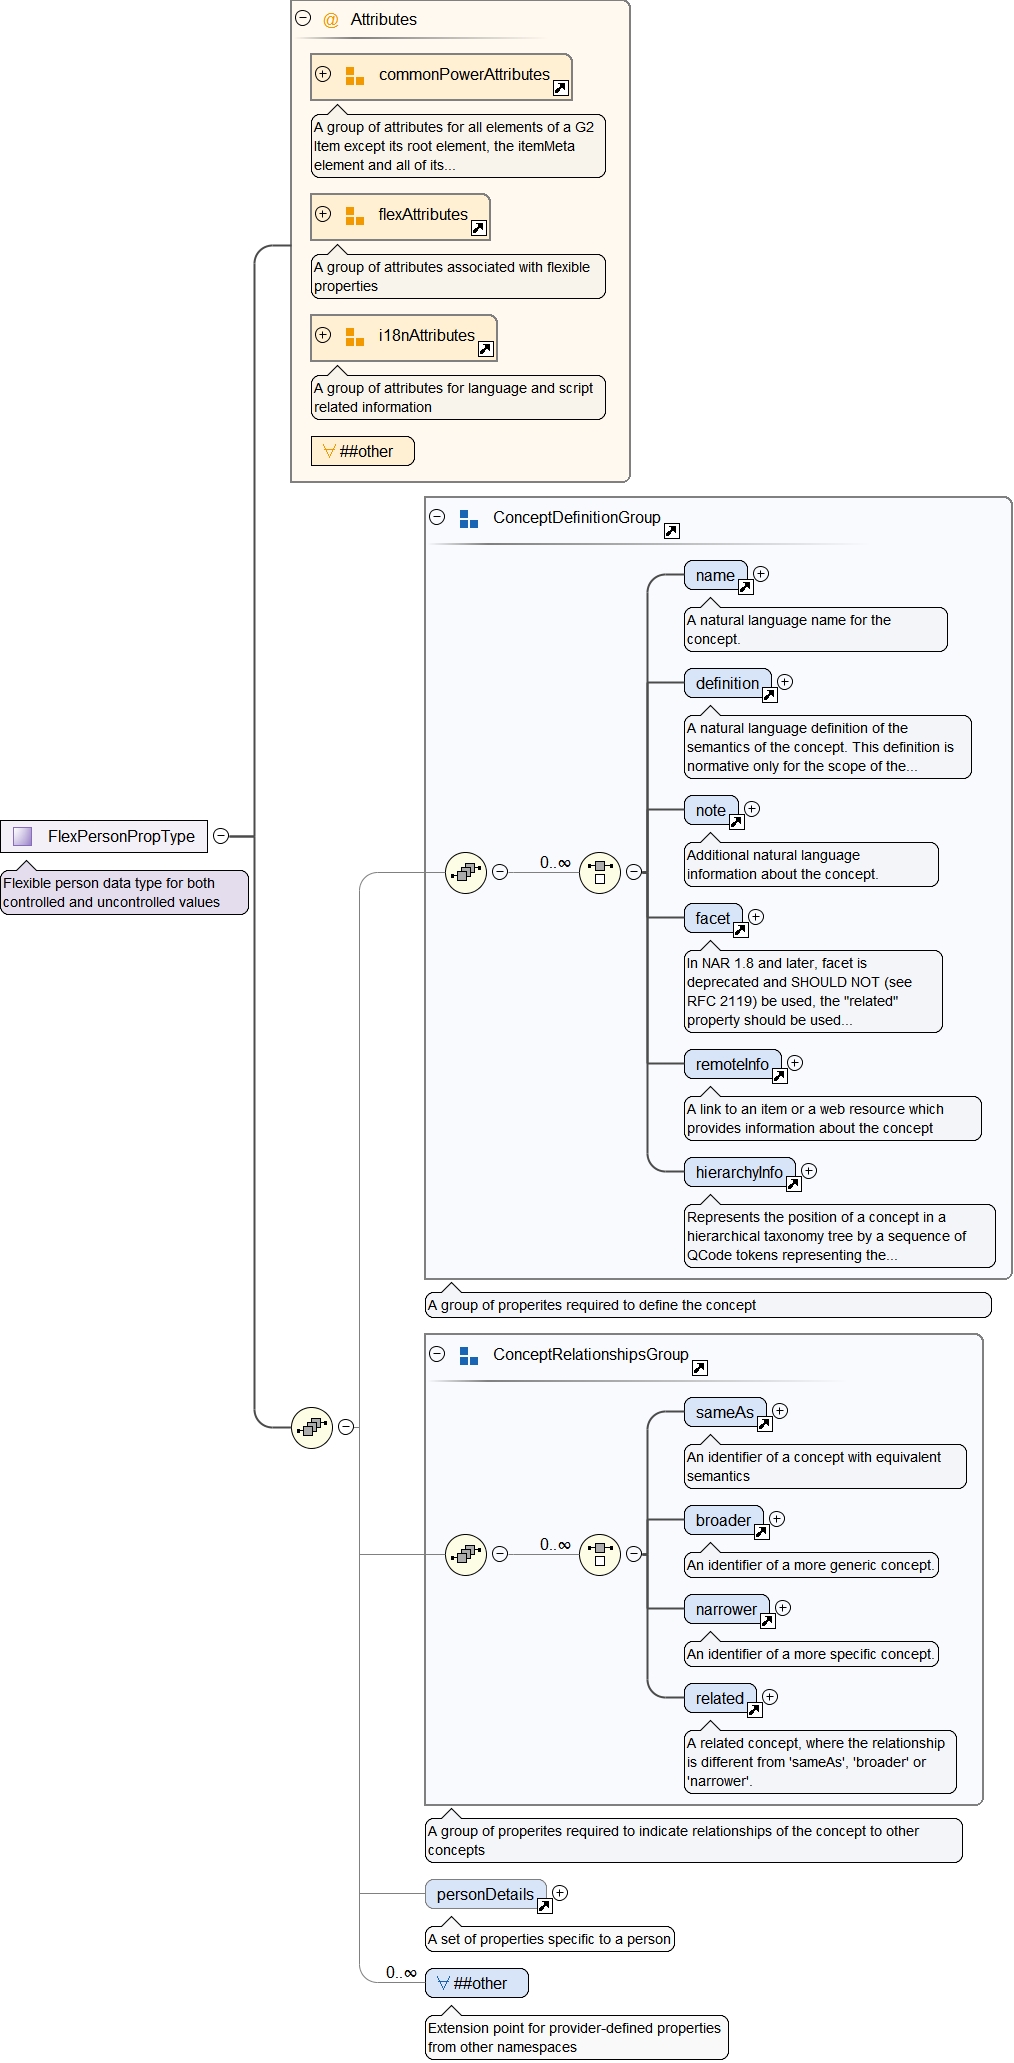 @ Attributes
commonPowerAttributes
A group of attributes for all elements of a G2
Item except its root element, the itemMeta
element and all of its...
flexAttributes
A group of attributes associated with flexible
properties
i18nAttributes
A group of attributes for language and script
related information
##other
ConceptDefinitionGroup
name
A natural language name for the
concept.
definition
A natural language definition of the
semantics of the concept. This definition is
normative only for the scope of the...
note
Additional natural language
information about the concept.
facet
In NAR 1.8 and later, facet is
deprecated and SHOULD NOT (see
RFC 2119) be used, the "related"
property should be used...
remoteInfo
A link to an item or a web resource which
provides information about the concept
hierarchyInfo
Represents the position of a concept in a
hierarchical taxonomy tree by a sequence of
QCode tokens representing the...
0..∞
A group of properites required to define the concept
FlexPersonPropType
Flexible person data type for both
controlled and uncontrolled values
ConceptRelationshipsGroup
sameAs
An identifier of a concept with equivalent
semantics
broader
An identifier of a more generic concept.
0..∞
narrower
An identifier of a more specific concept.
related
A related concept, where the relationship
is different from 'sameAs', 'broader' or
'narrower'.
A group of properites required to indicate relationships of the concept to other
concepts
personDetails
A set of properties specific to a person
0..∞
##other
Extension point for provider-defined properties
from other namespaces